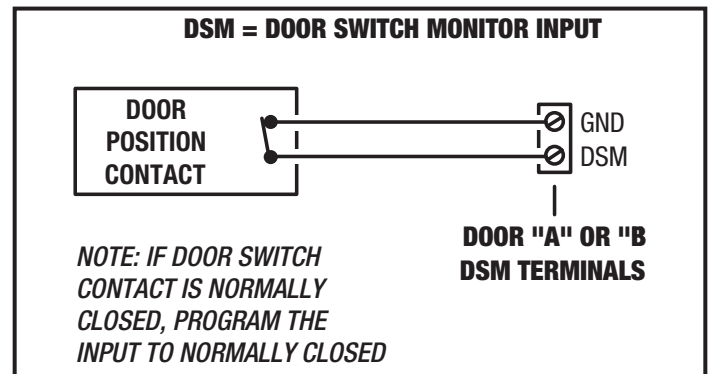 DSM = DOOR SWITCH MONITOR INPUT
DOOR
POSITION
CONTACT
GND
DSM
DOOR "A" OR "B
DSM TERMINALS
NOTE: IF DOOR SWITCH
CONTACT IS NORMALLY
CLOSED, PROGRAM THE
INPUT TO NORMALLY CLOSED